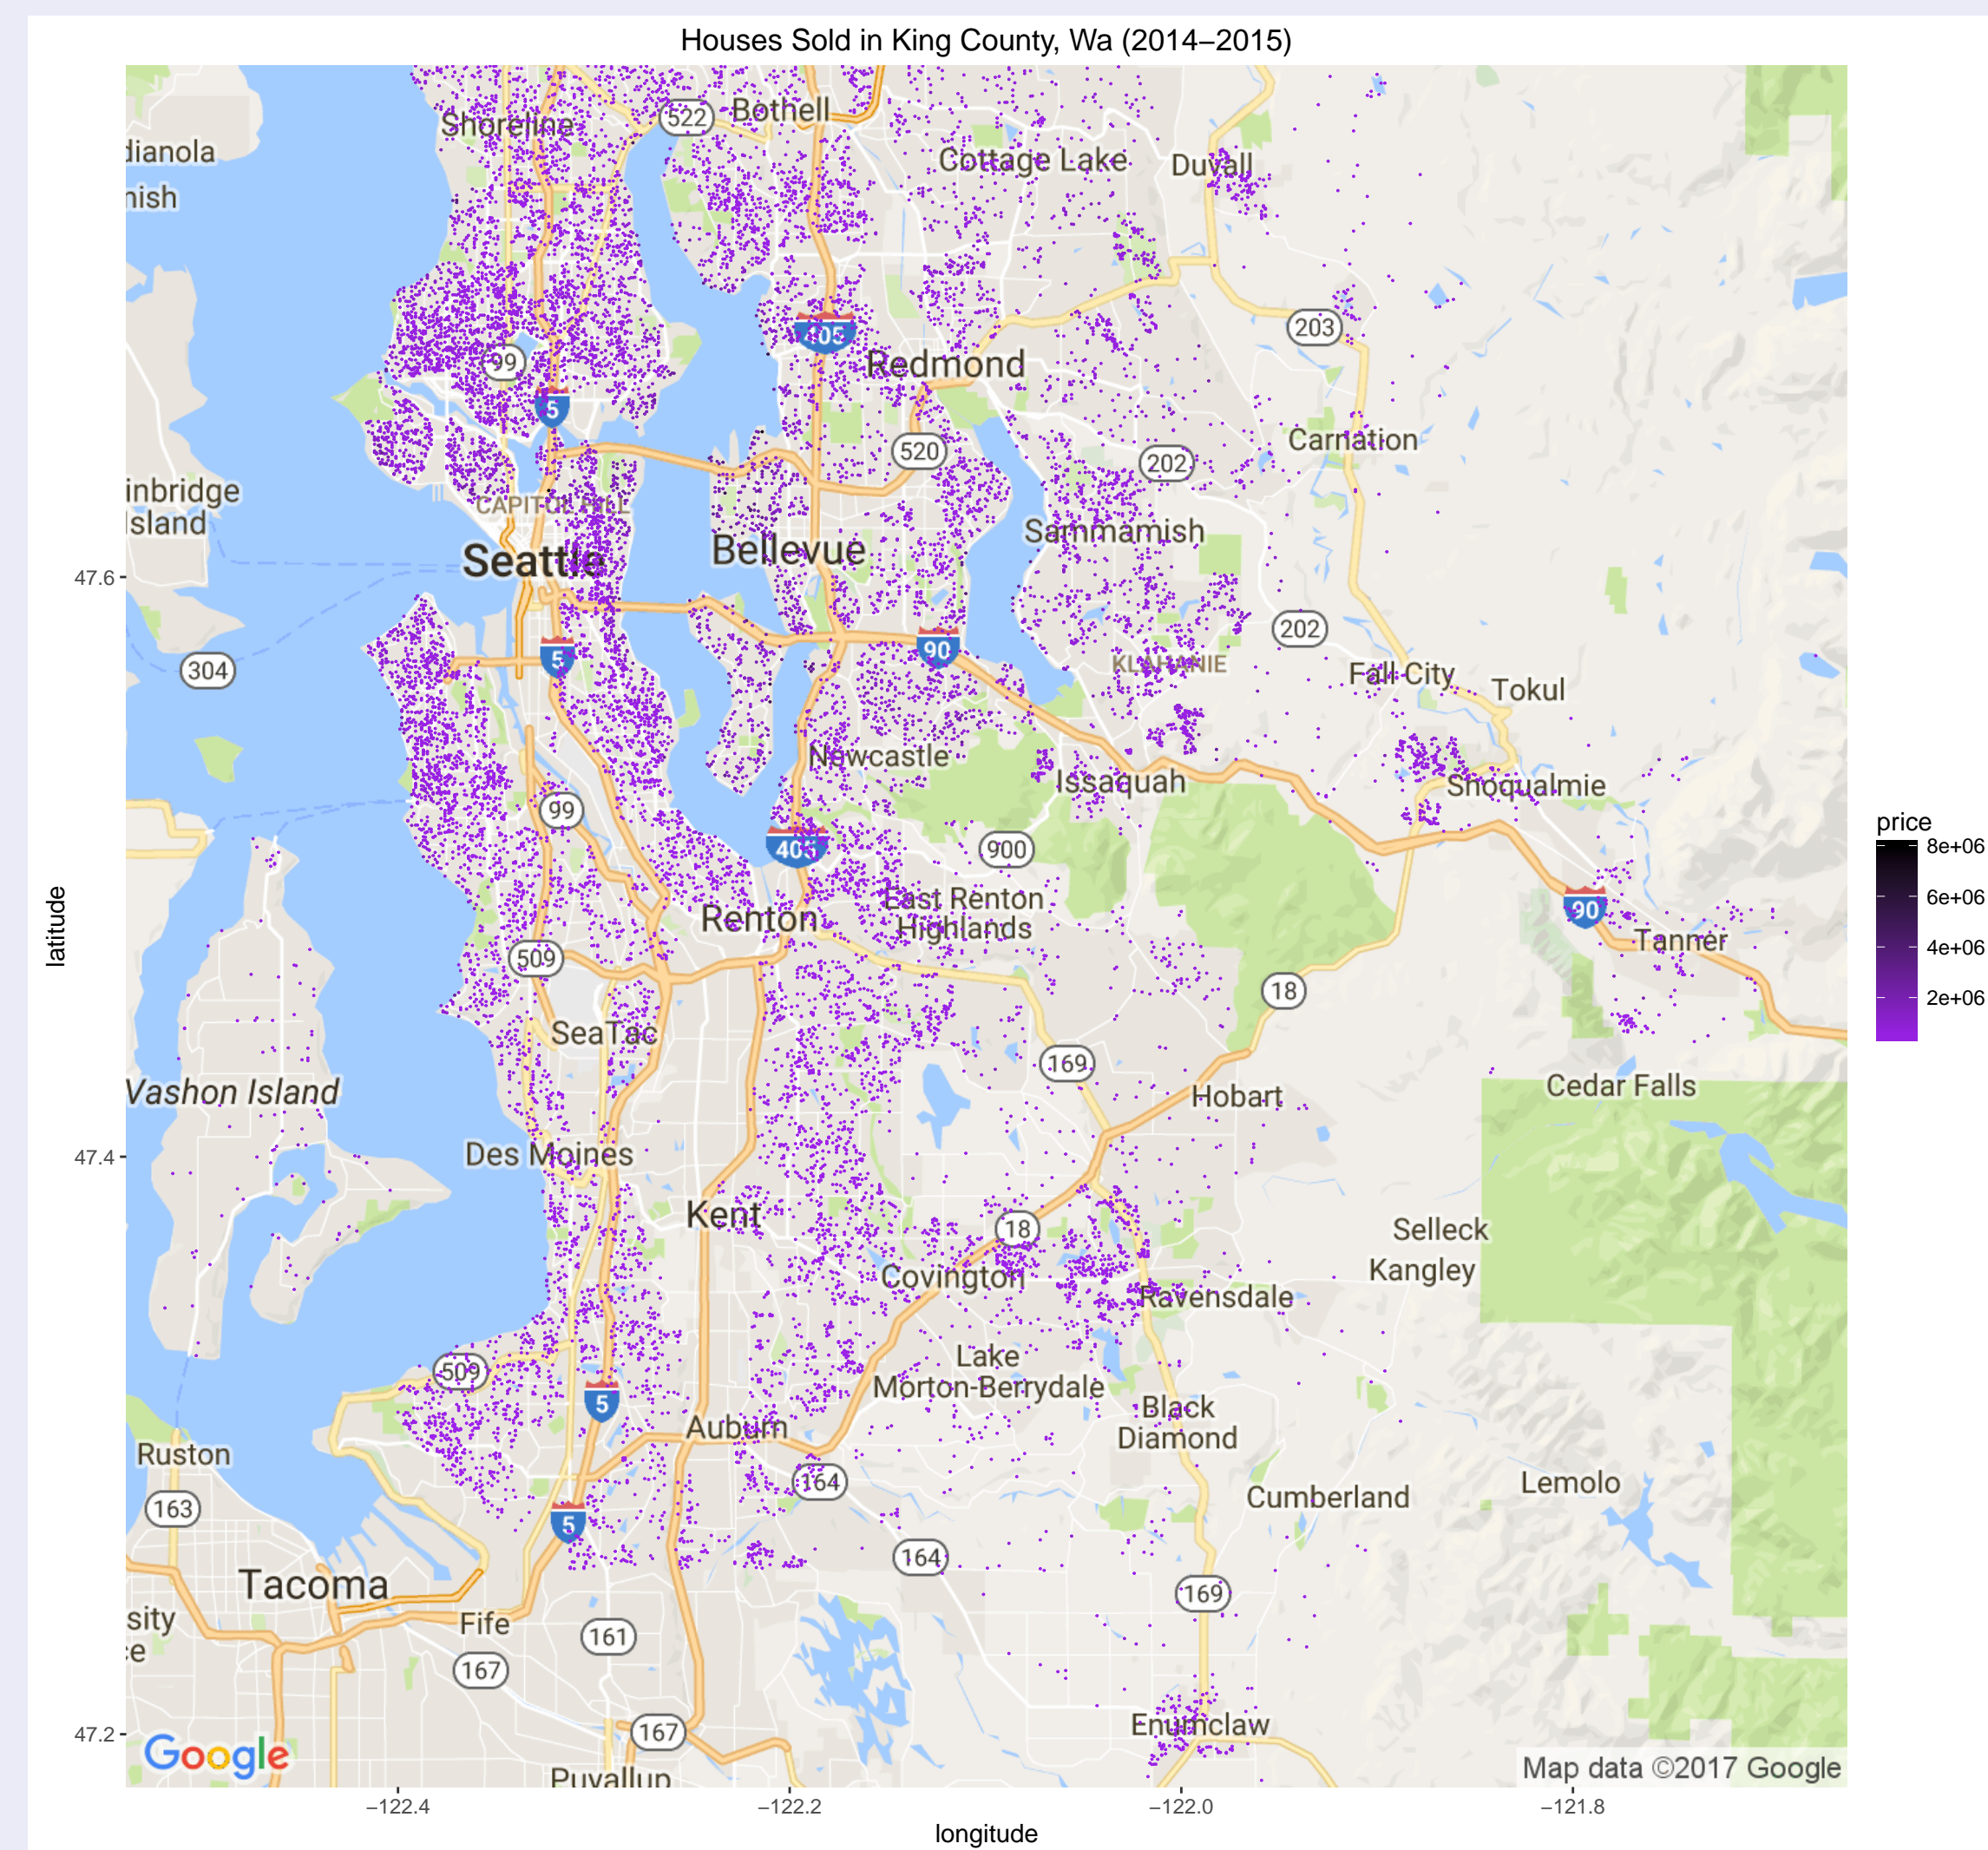 Houses Sold in King County, Wa (2014–2015)
522
Bothell
Shoreline
dianola
Cottage Lake
Duvall
nish
405
203
99
Redmond
5
Carnation
520
202
inbridge
Island
CAPITOL HILL
Sammamish
Seattle
Bellevue
47.6
202
5
90
KLAHANIE
304
Fall City
Tokul
Newcastle
Issaquah
Snoqualmie
99
405
900
price
8e+06
6e+06
4e+06
2e+06
East Renton
Highlands
Renton
90
Tanner
latitude
509
18
SeaTac
169
Vashon Island
Hobart
Cedar Falls
47.4
Des Moines
Kent
18
Selleck
Kangley
Covington
Ravensdale
Lake
Morton-Berrydale
509
5
Black
Diamond
Auburn
Ruston
164
Lemolo
Cumberland
163
5
164
Tacoma
169
sity
ce
Fife
161
167
47.2
167
Enumclaw
Google
Puyallup
Map data ©2017 Google
−122.4
−122.2
−122.0
−121.8
longitude